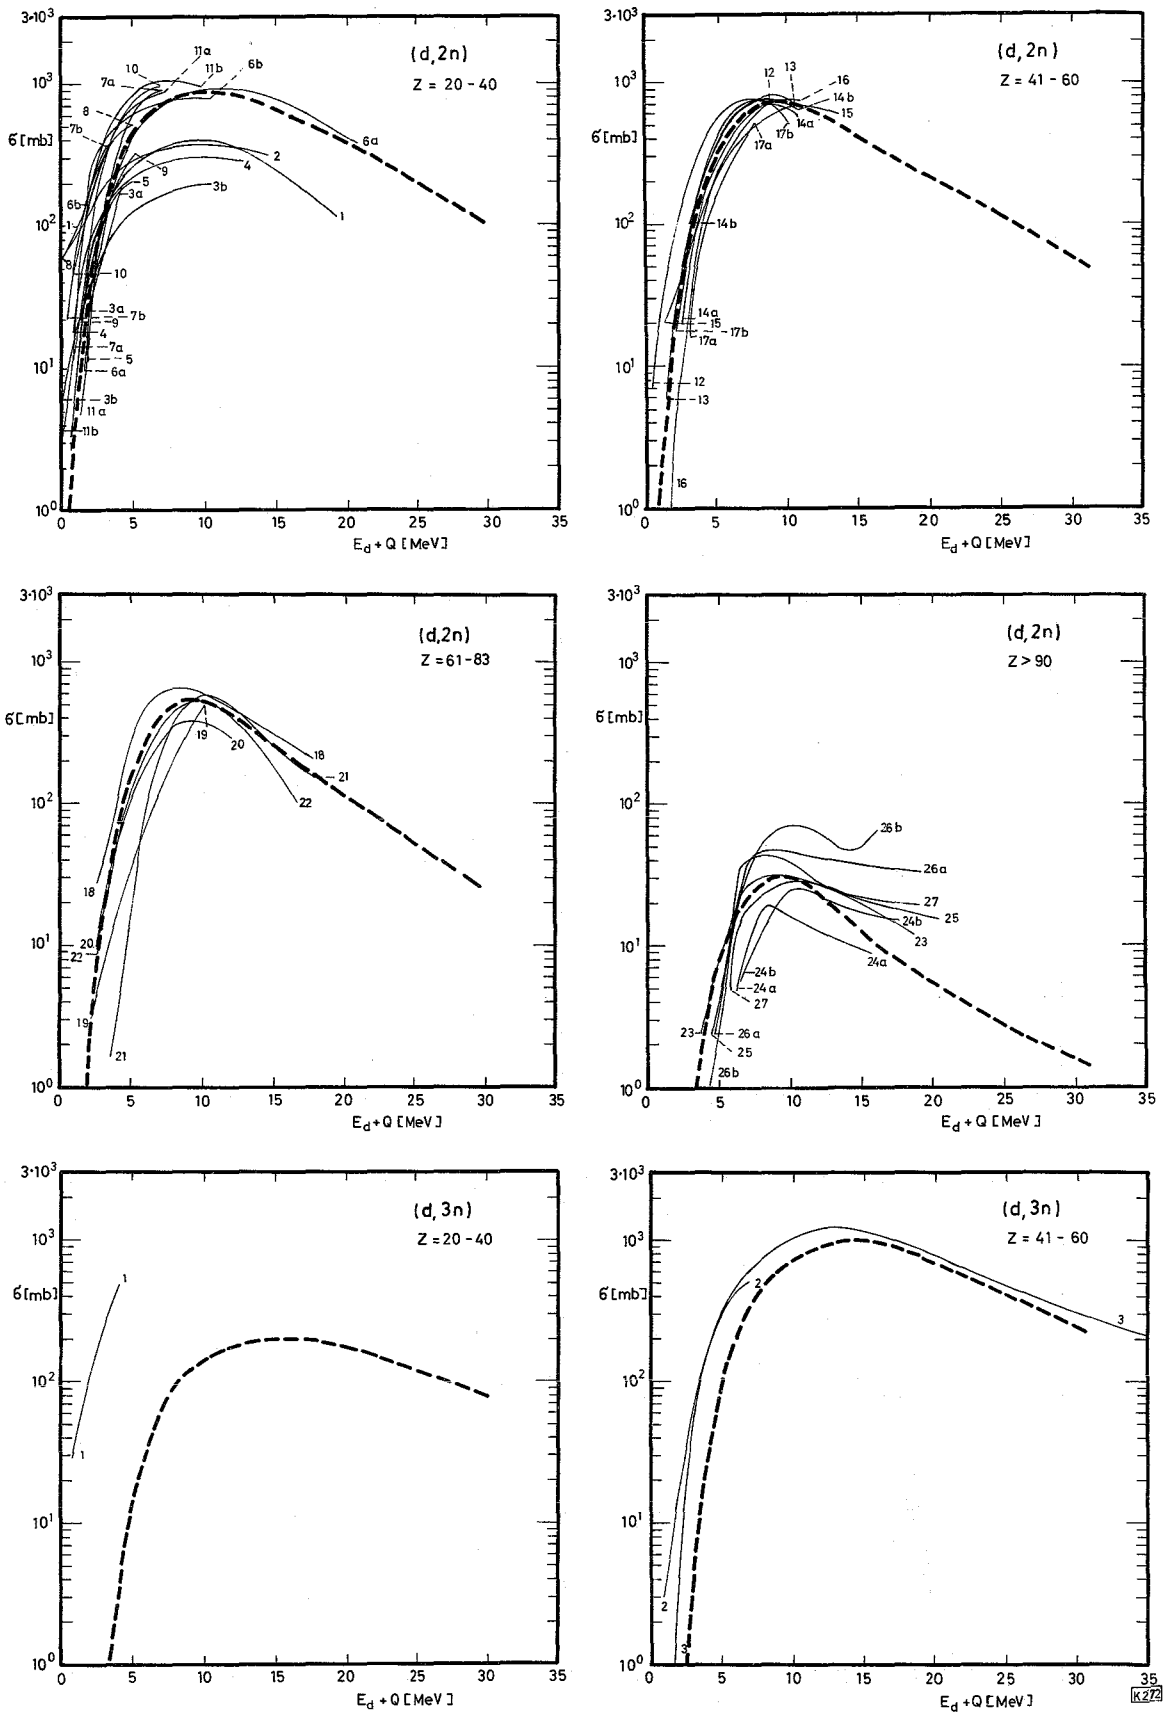 3·10³
10³
10²
10¹
10⁰
σ[mb]
(d,2n)
Z = 20-40
10
11a
11b
6b
7a
8
7b
6a
2
4
9
5
3a
3b
1
6b
1
8
10
3a
7b
9
4
7a
5
6a
3b
11a
11b
0 5 10 15 20 25 30 35
E_d + Q [MeV]
3·10³
10³
10²
10¹
10⁰
σ[mb]
(d,2n)
Z = 41-60
12
13
16
14b
15
14a
17b
17a
14b
14a
15
17b
17a
12
13
16
0 5 10 15 20 25 30 35
E_d + Q [MeV]
3·10³
10³
10²
10¹
10⁰
σ[mb]
(d,2n)
Z = 61-83
19
20
18
21
22
18
20
22
19
21
0 5 10 15 20 25 30 35
E_d + Q [MeV]
3·10³
10³
10²
10¹
10⁰
σ[mb]
(d,2n)
Z > 90
26b
26a
27
25
24b
23
24a
24b
24a
27
23
26a
25
26b
0 5 10 15 20 25 30 35
E_d + Q [MeV]
3·10³
10³
10²
10¹
10⁰
σ[mb]
(d,3n)
Z = 20-40
1
1
0 5 10 15 20 25 30 35
E_d + Q [MeV]
3·10³
10³
10²
10¹
10⁰
σ[mb]
(d,3n)
Z = 41-60
2
3
2
3
0 5 10 15 20 25 30 35
E_d + Q [MeV]
K272